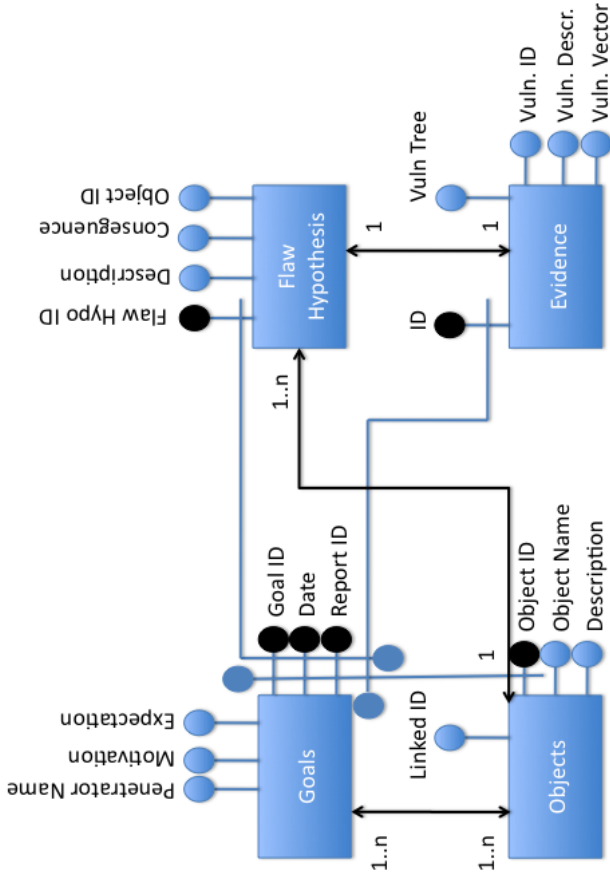 Penetrator Name
Motivation
Expectation
Goals
Goal ID
Date
Report ID
1..n
1..n
Linked ID
Objects
Object ID
Object Name
Description
1
1..n
Flaw Hypo ID
Description
Conseguence
Object ID
Flaw
Hypothesis
1
1
ID
Vuln Tree
Evidence
Vuln. ID
Vuln. Descr.
Vuln. Vector